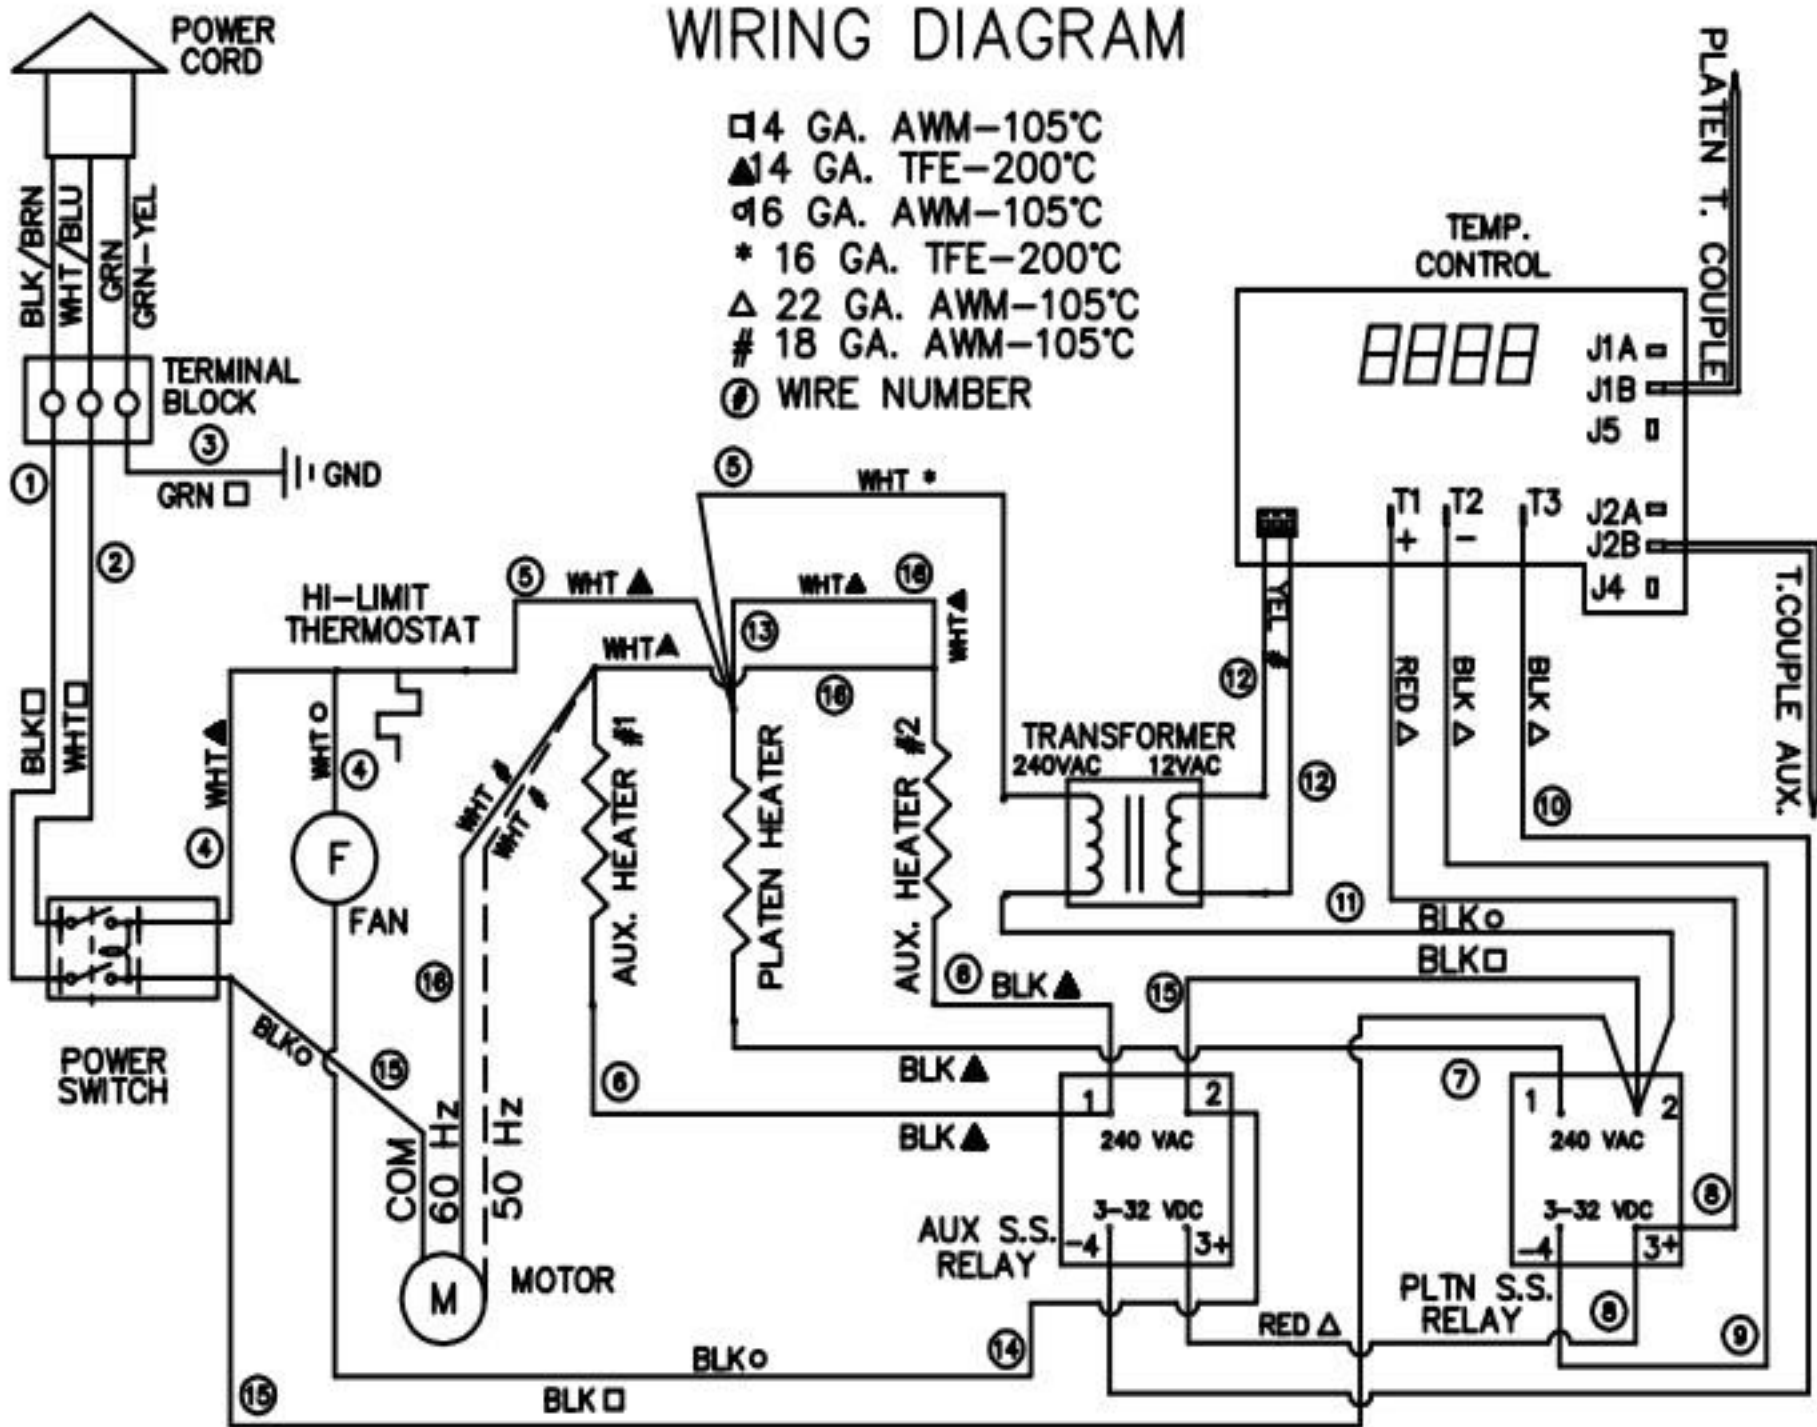 WIRING DIAGRAM
POWER
CORD
□14 GA. AWM-105°C
▲14 GA. TFE-200°C
o16 GA. AWM-105°C
* 16 GA. TFE-200°C
△ 22 GA. AWM-105°C
# 18 GA. AWM-105°C
# WIRE NUMBER
BLK/BRN
WHT/BLU
GRN
GRN-YEL
TERMINAL
BLOCK
1
2
3
GRN □
GND
BLK□
WHT□
HI-LIMIT
THERMOSTAT
WHT▲
4
WHT o
4
F
FAN
POWER
SWITCH
BLKo
15
15
COM
60 Hz
50 Hz
M
MOTOR
16
WHT #
WHT #
5
WHT ▲
5
WHT *
WHT▲
13
WHT▲
16
WHT▲
16
AUX. HEATER #1
PLATEN HEATER
AUX. HEATER #2
6
BLK ▲
6
BLK ▲
BLK ▲
7
TRANSFORMER
240VAC
12VAC
12
12
YEL #
TEMP.
CONTROL
8888
J1A
J1B
J5
J2A
J2B
J4
T1
+
T2
-
T3
PLATEN T. COUPLE
T.COUPLE AUX.
RED △
BLK △
BLK △
10
11
BLK o
BLK □
15
1
2
240 VAC
3-32 VDC
-4
3+
AUX S.S.
RELAY
1
2
240 VAC
3-32 VDC
-4
3+
PLTN S.S.
RELAY
8
8
9
RED △
14
BLK o
BLK □